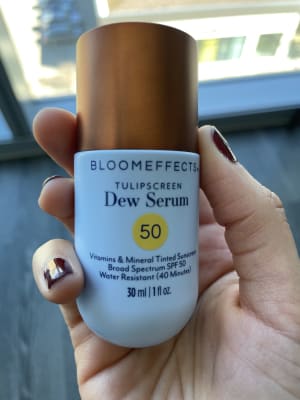 BLOOMEFFECTS
TULIPSCREEN
Dew Serum
50
Vitamins & Mineral Tinted Sunscreen
Broad Spectrum SPF 50
Water Resistant (40 Minutes)
30 ml | 1 fl oz.